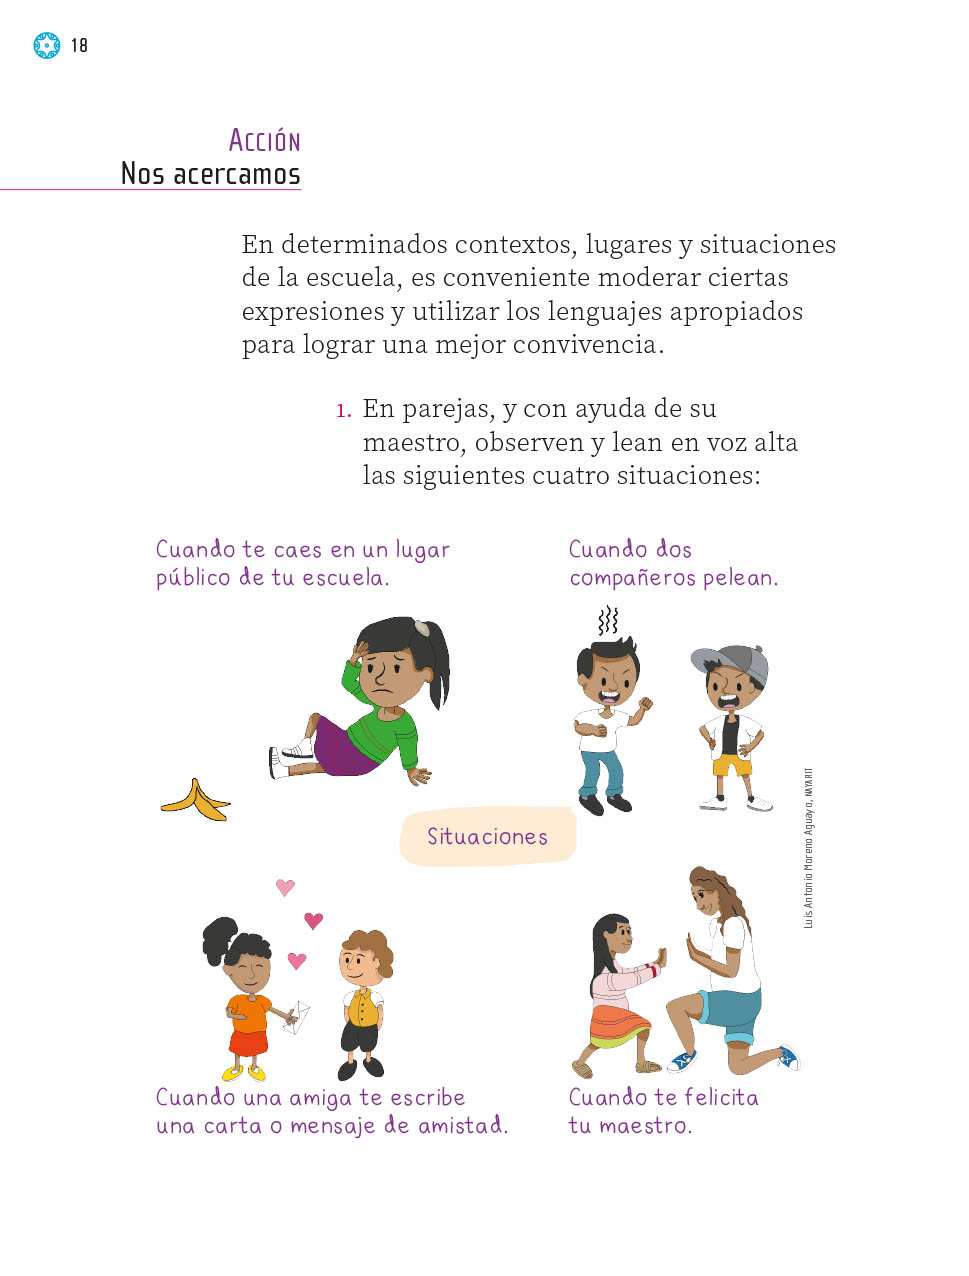 18
Acción
Nos acercamos
En determinados contextos, lugares y situaciones
de la escuela, es conveniente moderar ciertas
expresiones y utilizar los lenguajes apropiados
para lograr una mejor convivencia.
1. En parejas, y con ayuda de su
maestro, observen y lean en voz alta
las siguientes cuatro situaciones:
Cuando te caes en un lugar
público de tu escuela.
Cuando dos
compañeros pelean.
Situaciones
Luis Antonio Moreno Aguayo, NAYARIT
Cuando una amiga te escribe
una carta o mensaje de amistad.
Cuando te felicita
tu maestro.